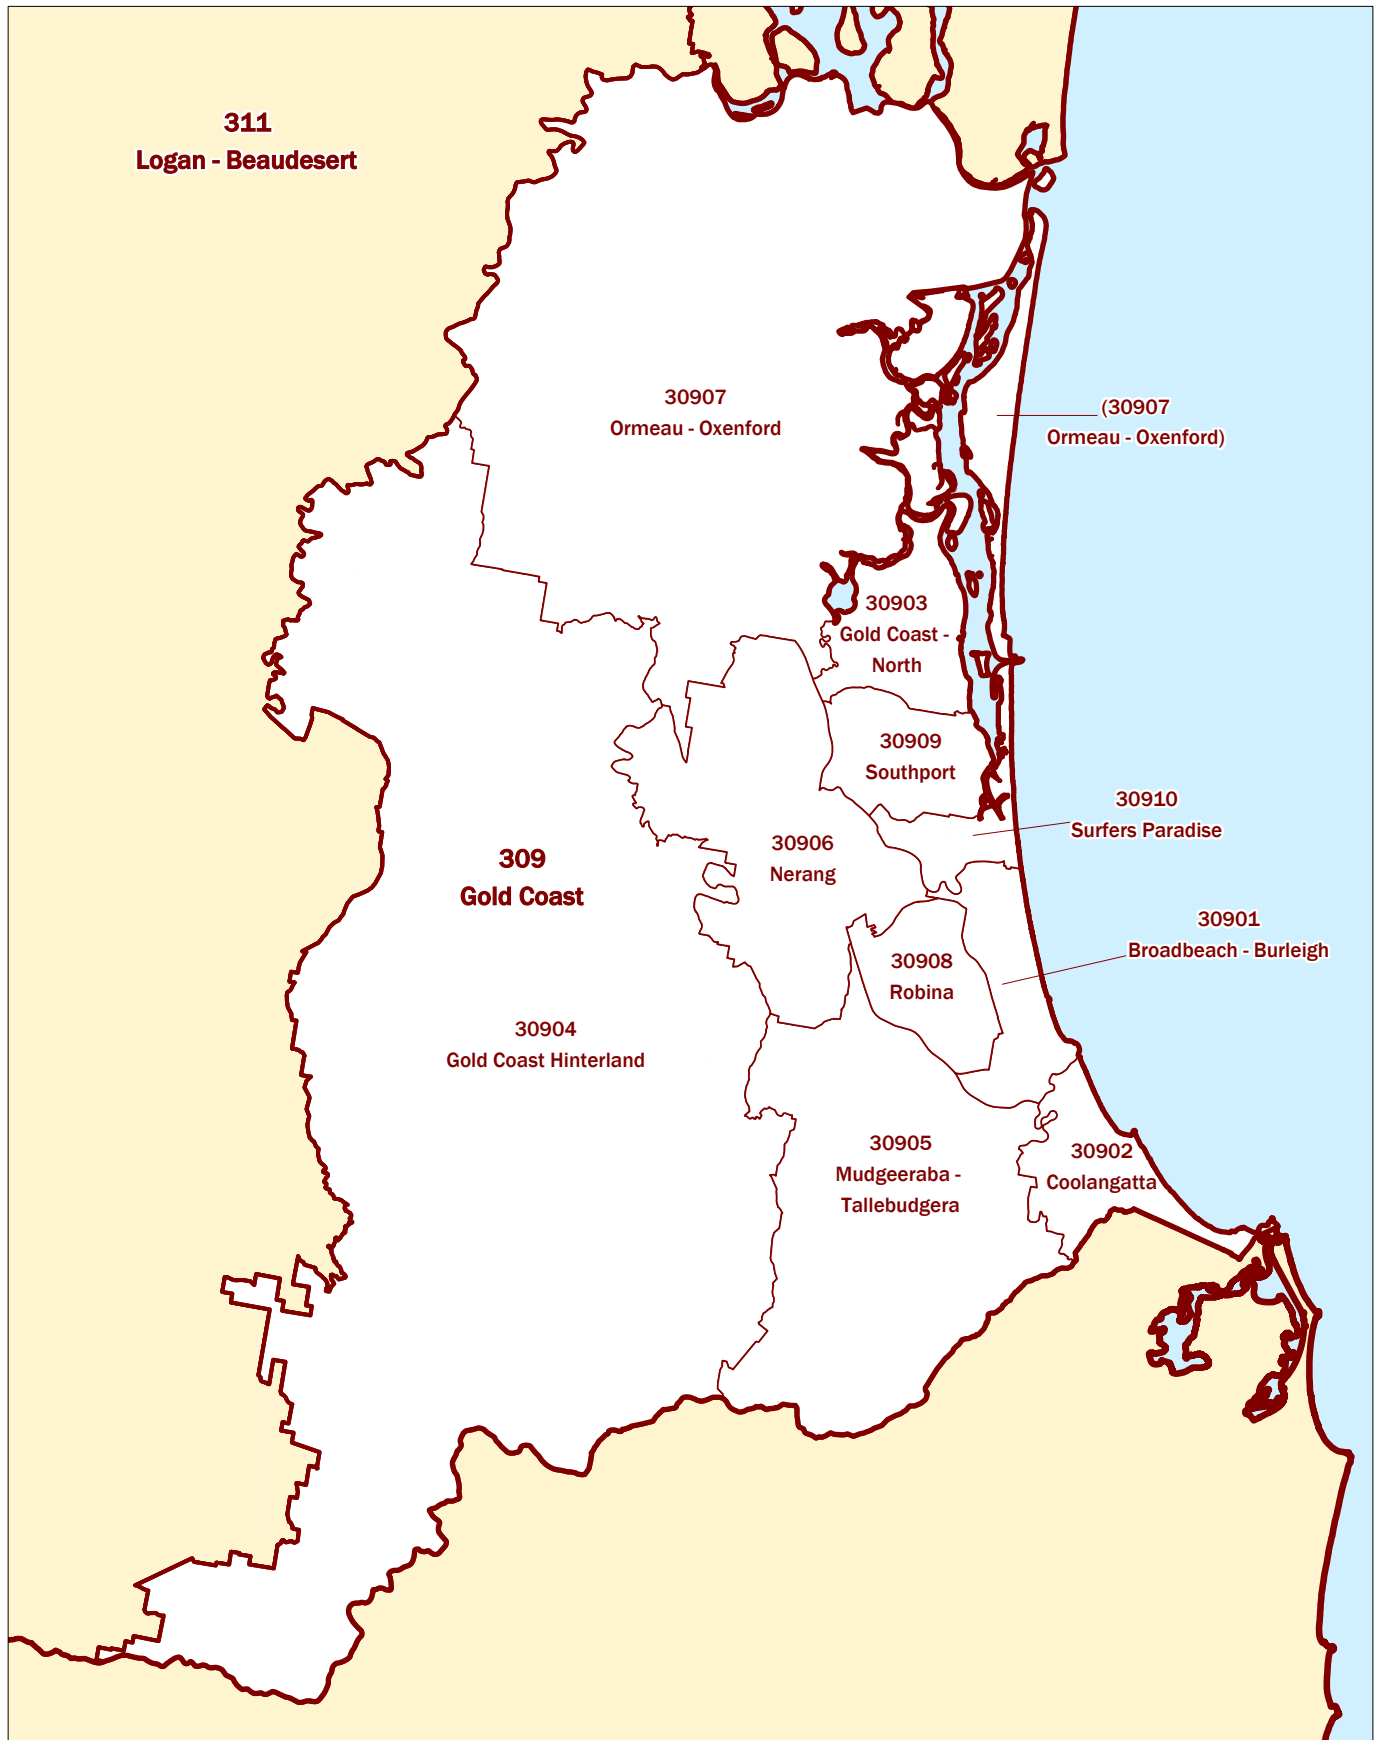 311
Logan - Beaudesert
30907
Ormeau - Oxenford
(30907
Ormeau - Oxenford)
30903
Gold Coast -
North
30909
Southport
30910
Surfers Paradise
30906
Nerang
309
Gold Coast
30901
Broadbeach - Burleigh
30908
Robina
30904
Gold Coast Hinterland
30905
Mudgeeraba -
Tallebudgera
30902
Coolangatta